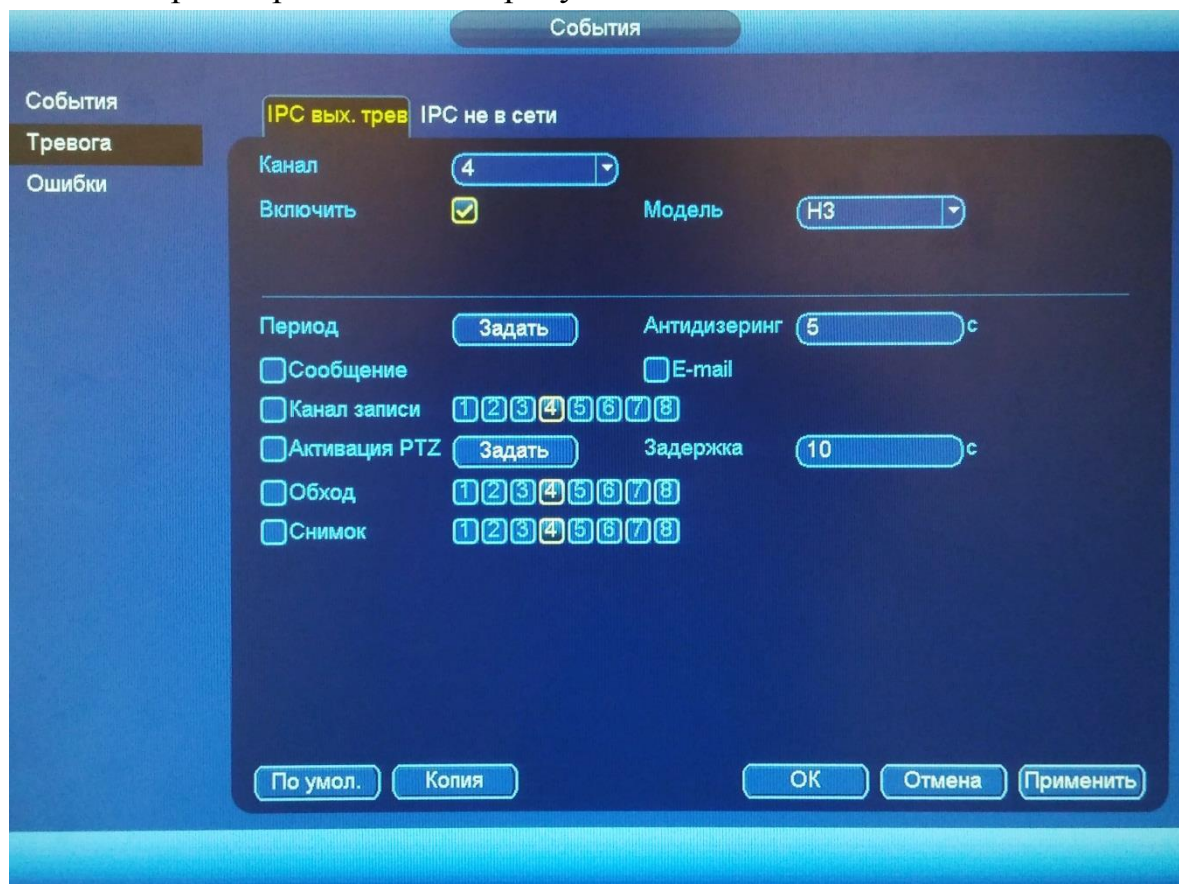 События
События
Тревога
Ошибки
IPC вых. трев IPC не в сети
Канал 4
Включить Модель НЗ
Период Задать Антидизеринг 5 с
Сообщение E-mail
Канал записи 1 2 3 4 5 6 7 8
Активация PTZ Задать Задержка 10 с
Обход 1 2 3 4 5 6 7 8
Снимок 1 2 3 4 5 6 7 8
По умол. Копия ОК Отмена Применить